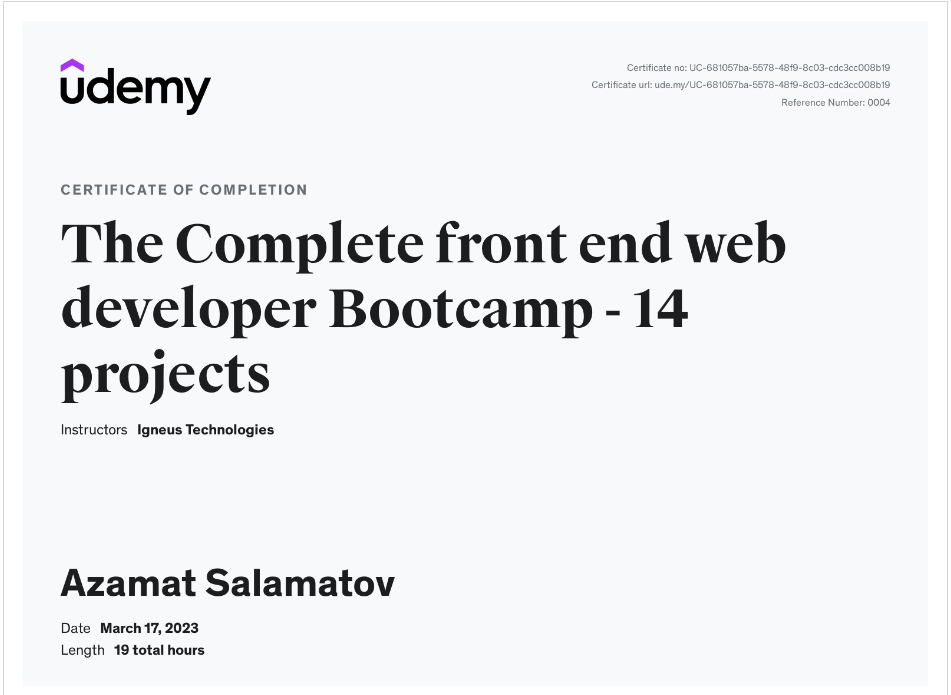 udemy
Certificate no: UC-681057ba-5578-48f9-8c03-cdc3cc008b19
Certificate url: ude.my/UC-681057ba-5578-48f9-8c03-cdc3cc008b19
Reference Number: 0004
CERTIFICATE OF COMPLETION
The Complete front end web
developer Bootcamp - 14
projects
Instructors Igneus Technologies
Azamat Salamatov
Date March 17, 2023
Length 19 total hours